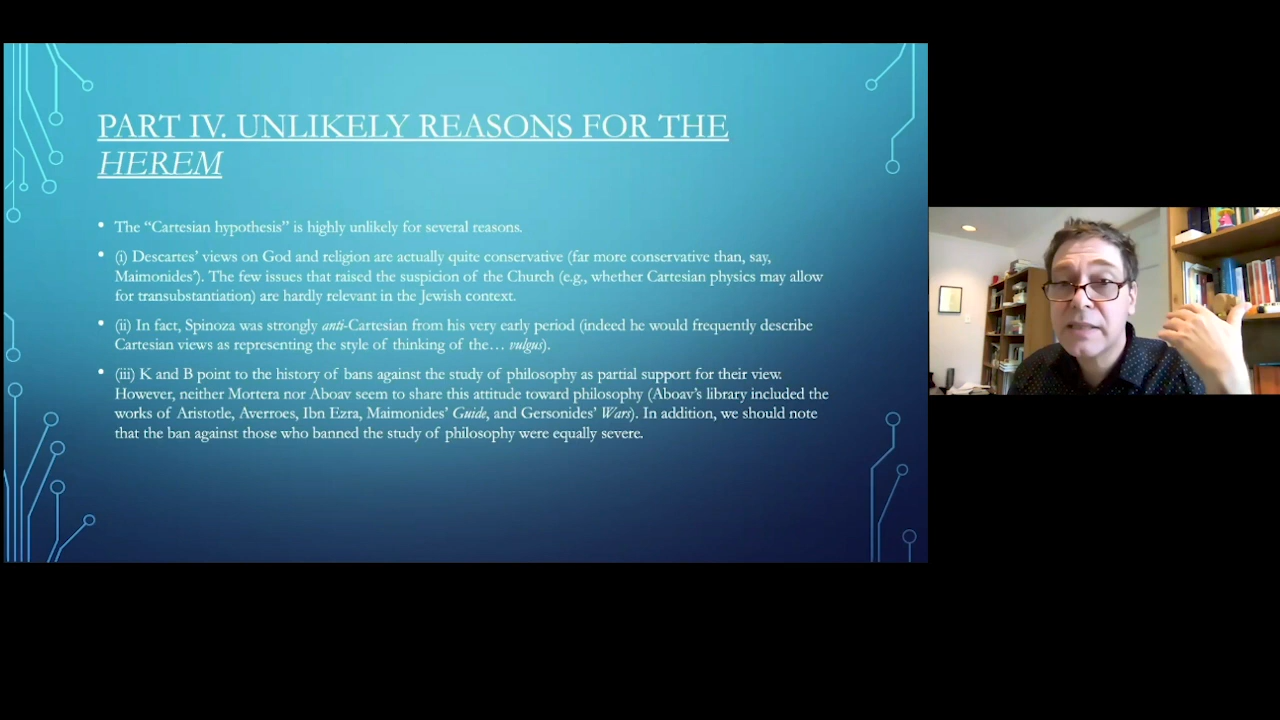 PART IV. UNLIKELY REASONS FOR THE
HEREM
• The “Cartesian hypothesis” is highly unlikely for several reasons.
• (i) Descartes’ views on God and religion are actually quite conservative (far more conservative than, say,
Maimonides’). The few issues that raised the suspicion of the Church (e.g., whether Cartesian physics may allow
for transubstantiation) are hardly relevant in the Jewish context.
• (ii) In fact, Spinoza was strongly anti-Cartesian from his very early period (indeed he would frequently describe
Cartesian views as representing the style of thinking of the… vulgus).
• (iii) K and B point to the history of bans against the study of philosophy as partial support for their view.
However, neither Mortera nor Aboav seem to share this attitude toward philosophy (Aboav’s library included the
works of Aristotle, Averroes, Ibn Ezra, Maimonides’ Guide, and Gersonides’ Wars). In addition, we should note
that the ban against those who banned the study of philosophy were equally severe.